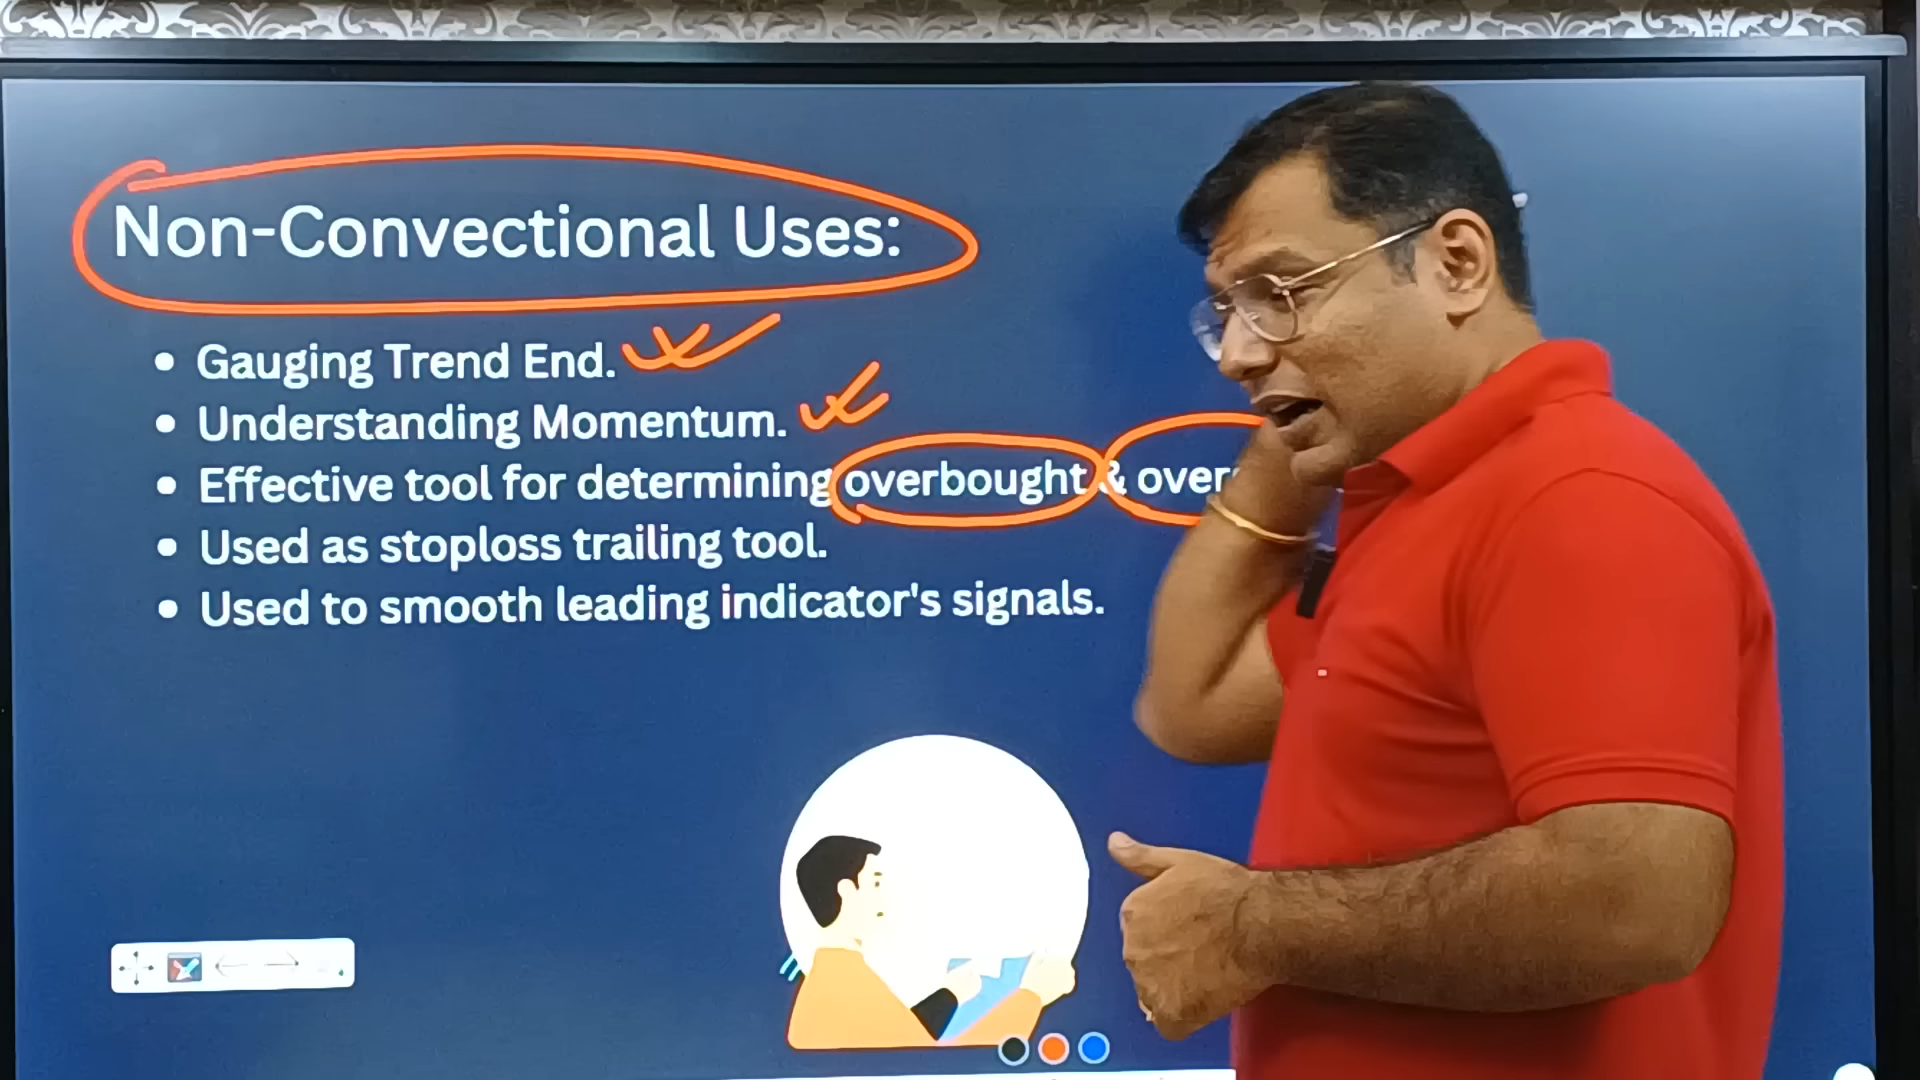 Non-Convectional Uses:
• Gauging Trend End.
• Understanding Momentum.
• Effective tool for determining overbought & over
• Used as stoploss trailing tool.
• Used to smooth leading indicator's signals.